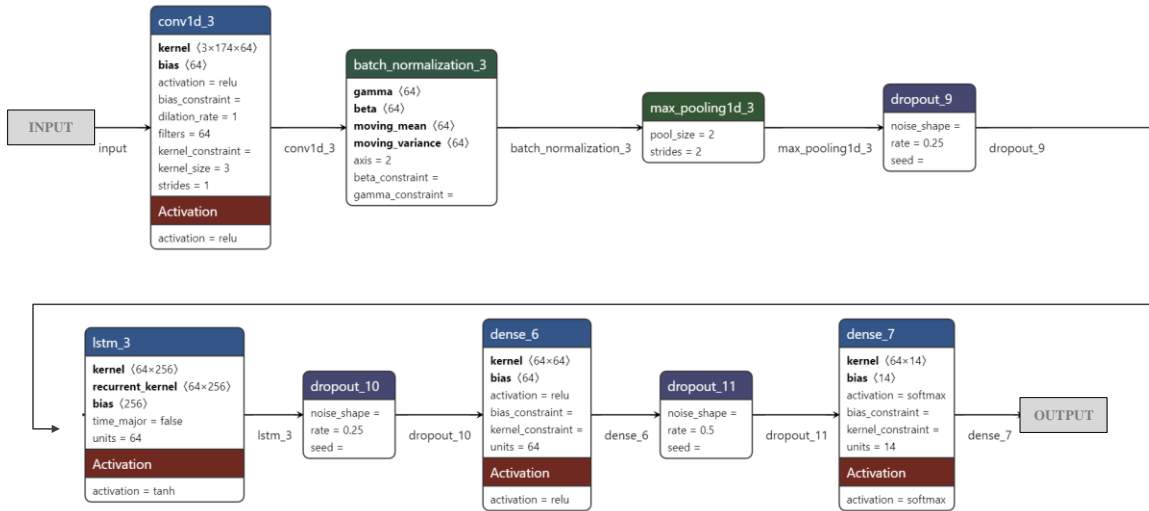 INPUT
input
conv1d_3
kernel ⟨3×174×64⟩
bias ⟨64⟩
activation = relu
bias_constraint =
dilation_rate = 1
filters = 64
kernel_constraint =
kernel_size = 3
strides = 1
Activation
activation = relu
conv1d_3
batch_normalization_3
gamma ⟨64⟩
beta ⟨64⟩
moving_mean ⟨64⟩
moving_variance ⟨64⟩
axis = 2
beta_constraint =
gamma_constraint =
batch_normalization_3
max_pooling1d_3
pool_size = 2
strides = 2
max_pooling1d_3
dropout_9
noise_shape =
rate = 0.25
seed =
dropout_9
lstm_3
kernel ⟨64×256⟩
recurrent_kernel ⟨64×256⟩
bias ⟨256⟩
time_major = false
units = 64
Activation
activation = tanh
lstm_3
dropout_10
noise_shape =
rate = 0.25
seed =
dropout_10
dense_6
kernel ⟨64×64⟩
bias ⟨64⟩
activation = relu
bias_constraint =
kernel_constraint =
units = 64
Activation
activation = relu
dense_6
dropout_11
noise_shape =
rate = 0.5
seed =
dropout_11
dense_7
kernel ⟨64×14⟩
bias ⟨14⟩
activation = softmax
bias_constraint =
kernel_constraint =
units = 14
Activation
activation = softmax
dense_7
OUTPUT